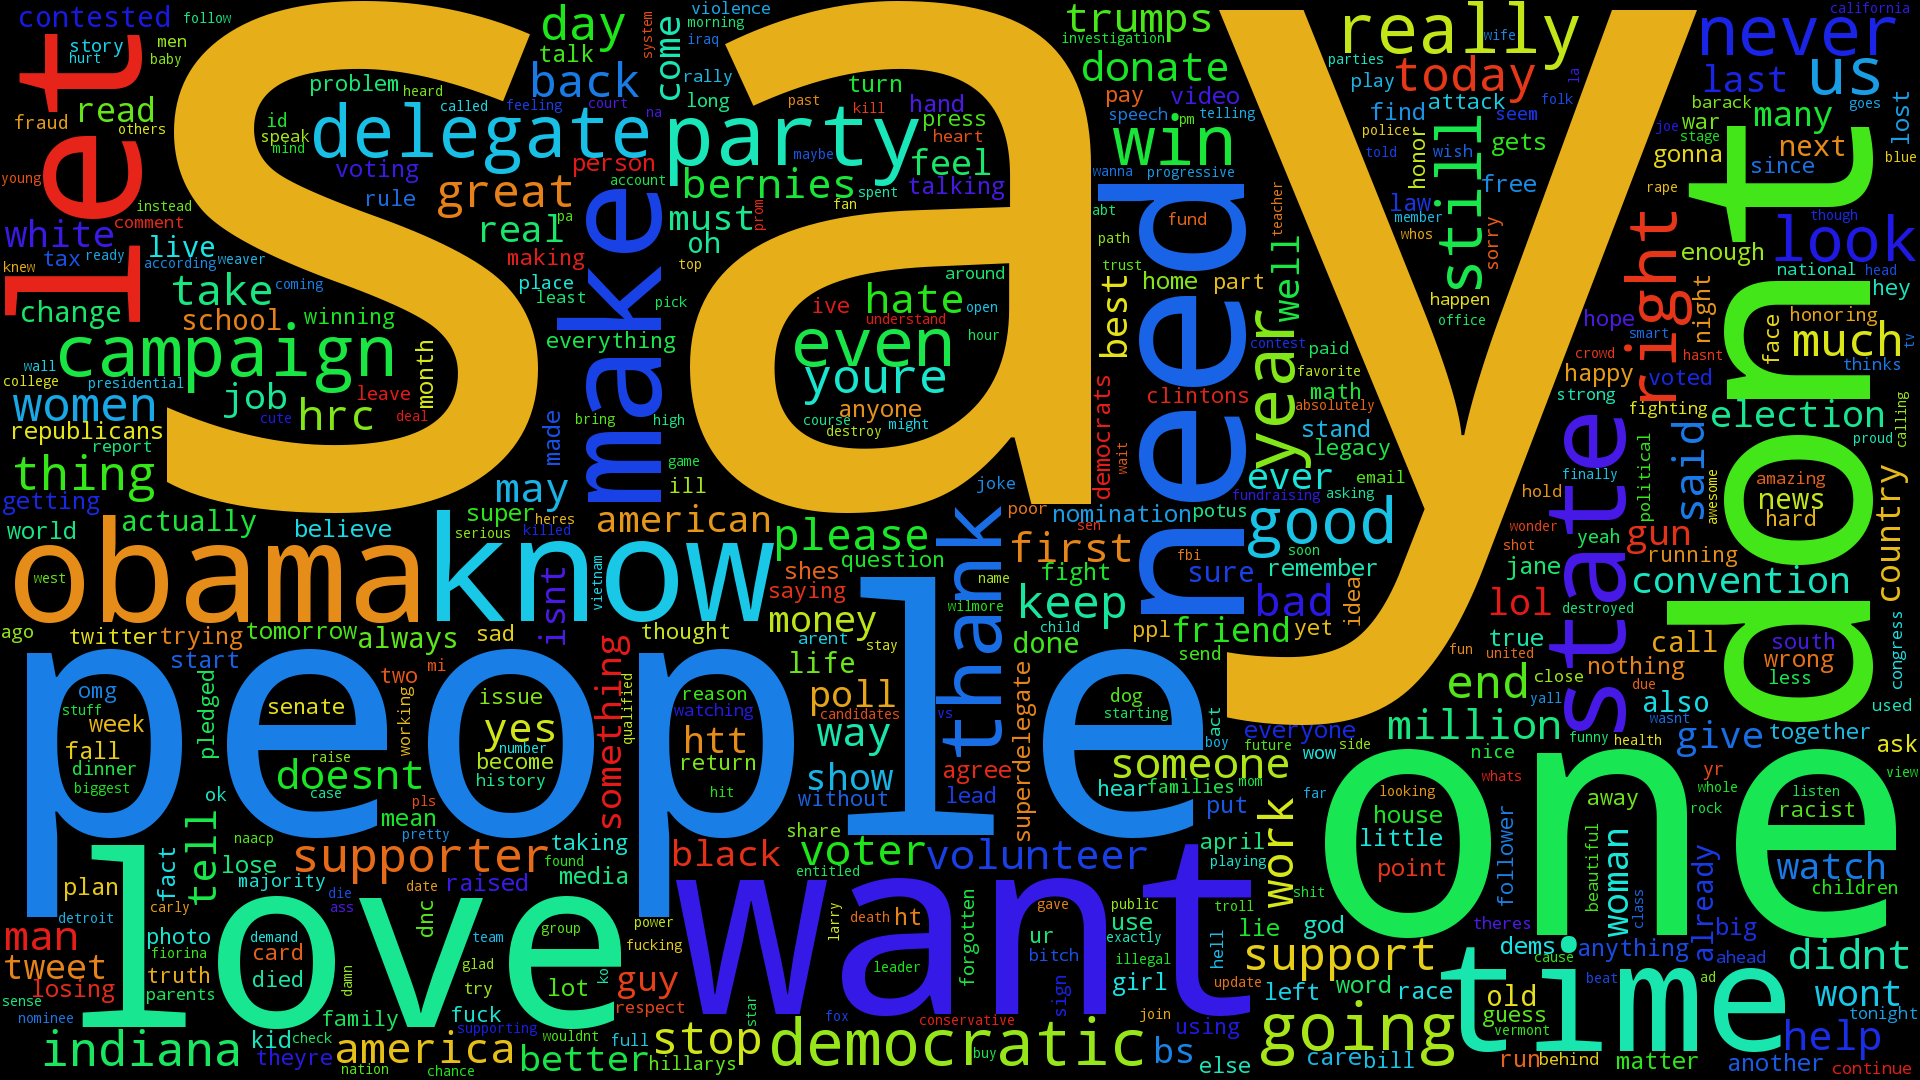 say
people
one
want
love
dont
know
need
time
obama
let
make
state
party
delegate
campaign
thank
democratic
good
going
never
us
look
really
win
right
still
today
year
great
back
day
come
trumps
donate
last
many
much
election
convention
country
said
gun
million
end
give
someone
support
supporter
voter
volunteer
work
woman
watch
didnt
wont
help
america
american
indiana
better
stop
bs
guy
man
tweet
tell
doesnt
yes
htt
poll
way
show
something
isnt
may
please
first
keep
friend
bad
sure
ever
well
best
even
youre
hate
bernies
must
feel
real
take
change
white
read
live
women
thing
job
hrc
republicans
school
winning
contested
follow
story
men
hurt
baby
fraud
others
young
instead
comment
tax
ready
knew
according
weaver
coming
wall
college
presidential
cute
leave
deal
month
report
getting
world
actually
believe
super
heres
serious
killed
problem
heard
id
speak
mind
called
feeling
court
na
voting
rule
person
account
pa
making
place
least
everything
pick
top
prom
oh
talk
violence
morning
system
iraq
rally
long
turn
past
kill
hand
press
heart
maybe
talking
fan
spent
around
ive
understand
open
hour
anyone
course
might
destroy
bring
high
made
game
ill
joke
poor
nomination
potus
democrats
wait
clintons
home
part
trust
path
abt
wanna
progressive
fund
teacher
pay
video
speech
pm
telling
investigation
parties
wife
play
find
attack
seem
la
folk
police
told
wish
honor
gets
free
law
member
whos
sorry
happen
office
california
barack
war
stage
joe
goes
lost
gonna
next
since
blue
rape
though
enough
national
head
hey
night
honoring
face
thinks
tv
hope
smart
crowd
hasnt
happy
voted
strong
fighting
proud
calling
political
finally
amazing
news
hard
awesome
hold
wonder
shot
yeah
running
jane
lol
destroyed
true
united
yall
fun
call
south
wrong
less
nothing
due
congress
also
used
wasnt
funny
health
together
ask
view
contest
paid
favorite
math
absolutely
stand
legacy
email
fundraising
asking
remember
soon
idea
yet
fbi
sen
question
shes
saying
fight
name
wilmore
child
ppl
done
send
money
arent
stay
thought
vietnam
life
west
ago
twitter
trying
tomorrow
always
sad
start
two
mi
omg
stuff
week
fall
dinner
biggest
pledged
senate
issue
working
raise
case
number
become
history
ok
pls
mean
pretty
qualified
reason
watching
return
hit
candidates
vs
without
agree
lead
superdelegate
dog
starting
hear
families
act
boy
mom
everyone
future
wow
side
close
put
far
nice
whats
yr
whole
rock
looking
house
little
point
away
racist
listen
children
follower
beautiful
class
already
big
ahead
theres
dems
anything
cause
beat
ad
april
playing
black
share
entitled
taking
media
found
naacp
lose
majority
raised
date
fact
plan
carly
die
ass
detroit
photo
fiorina
truth
parents
losing
sense
nominee
demand
card
died
dnc
team
group
power
fucking
glad
try
damn
lot
ko
respect
family
fuck
kid
check
theyre
nation
chance
supporting
wouldnt
full
hillarys
star
larry
death
ht
gave
leader
forgotten
fox
conservative
buy
ur
public
use
exactly
bitch
illegal
girl
sign
join
update
using
else
troll
hell
lie
god
shit
left
word
race
care
bill
old
guess
vermont
run
behind
matter
another
tonight
continue